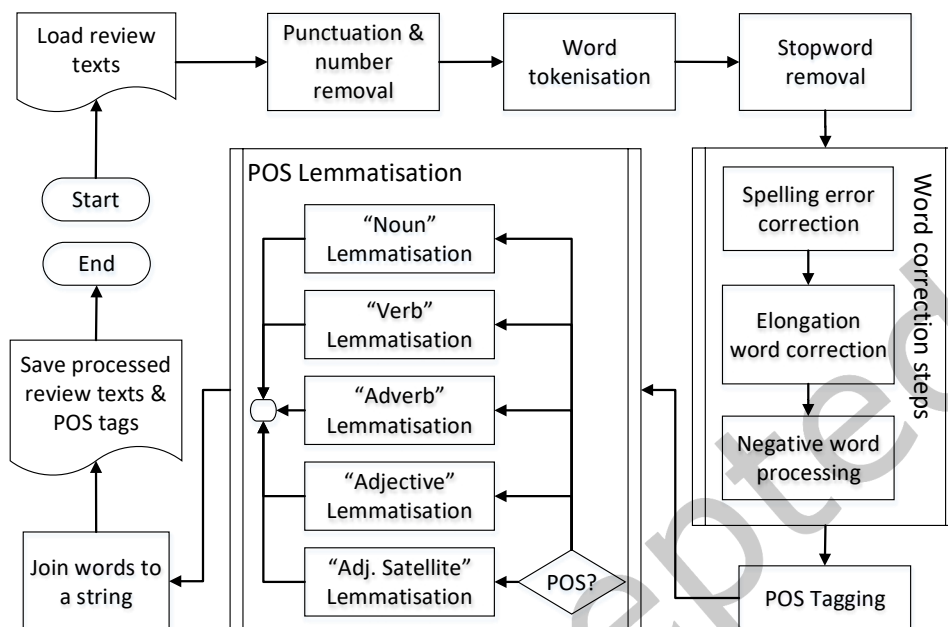 Load review
texts
Punctuation &
number
removal
Word
tokenisation
Stopword
removal
Start
End
Save processed
review texts &
POS tags
Join words to
a string
POS Lemmatisation
“Noun”
Lemmatisation
“Verb”
Lemmatisation
“Adverb”
Lemmatisation
“Adjective”
Lemmatisation
“Adj. Satellite”
Lemmatisation
POS?
Word correction steps
Spelling error
correction
Elongation
word correction
Negative word
processing
POS Tagging
epted